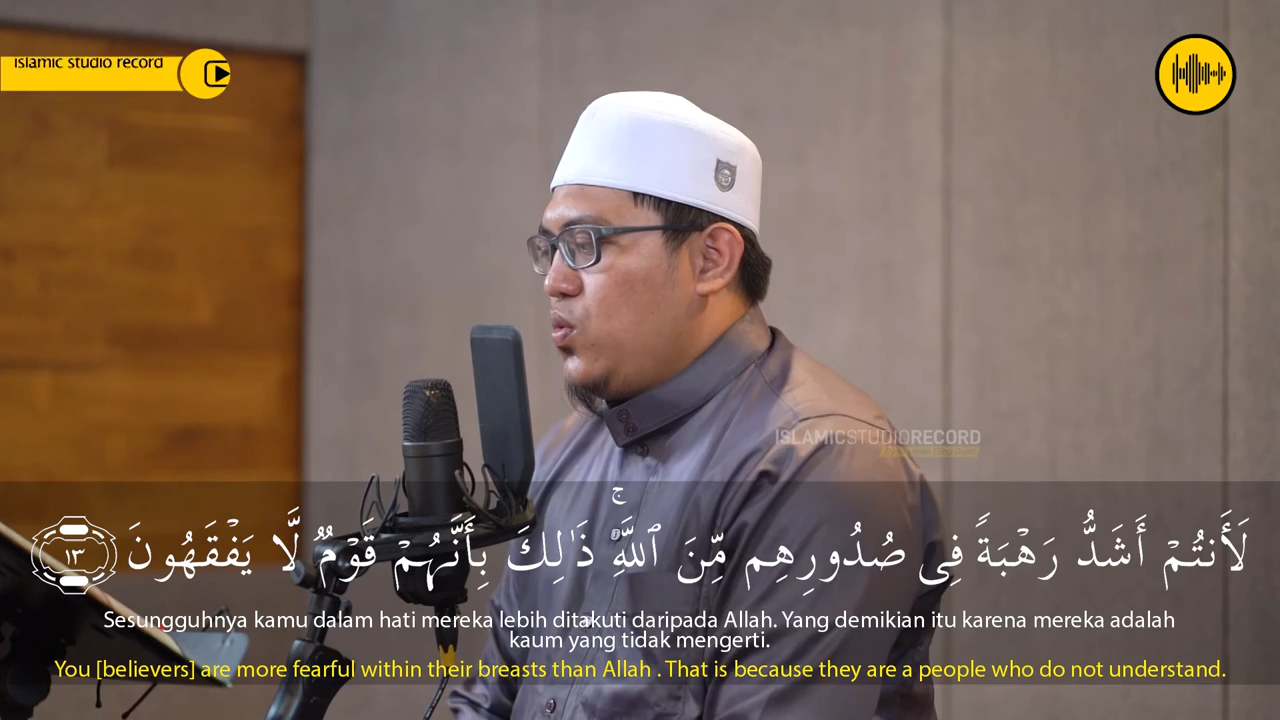 islamic studio record
ISLAMICSTUDIORECORD
لَأَنتُمْ أَشَدُّ رَهْبَةً فِى صُدُورِهِم مِّنَ ٱللَّهِ ۚ ذَٰلِكَ بِأَنَّهُمْ قَوْمٌ لَّا يَفْقَهُونَ ١٣
Sesungguhnya kamu dalam hati mereka lebih ditakuti daripada Allah. Yang demikian itu karena mereka adalah
kaum yang tidak mengerti.
You [believers] are more fearful within their breasts than Allah . That is because they are a people who do not understand.